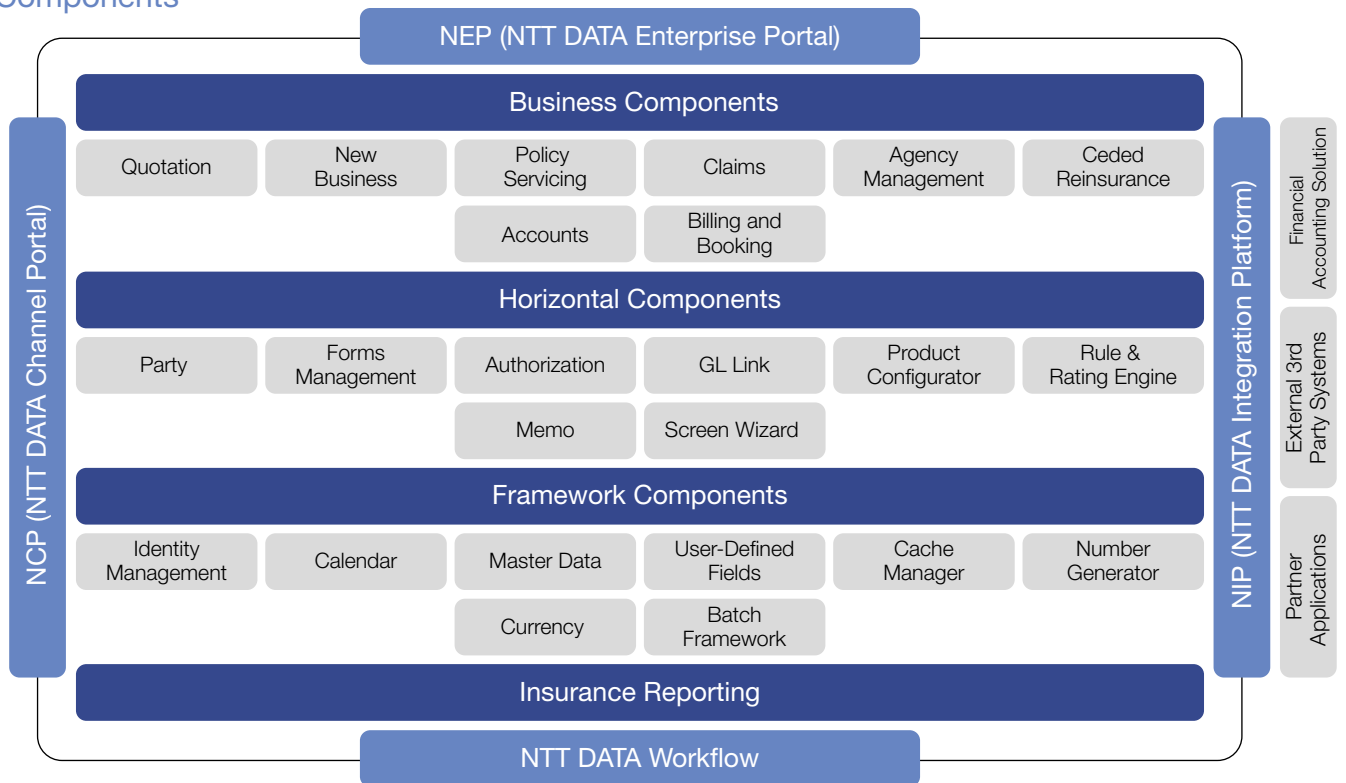 Components
NEP (NTT DATA Enterprise Portal)
Business Components
Quotation
New
Business
Policy
Servicing
Claims
Agency
Management
Ceded
Reinsurance
Accounts
Billing and
Booking
Horizontal Components
Party
Forms
Management
Authorization
GL Link
Product
Configurator
Rule &
Rating Engine
Memo
Screen Wizard
Framework Components
Identity
Management
Calendar
Master Data
User-Defined
Fields
Cache
Manager
Number
Generator
Currency
Batch
Framework
Insurance Reporting
NTT DATA Workflow
NCP (NTT DATA Channel Portal)
NIP (NTT DATA Integration Platform)
Financial
Accounting Solution
External 3rd
Party Systems
Partner
Applications